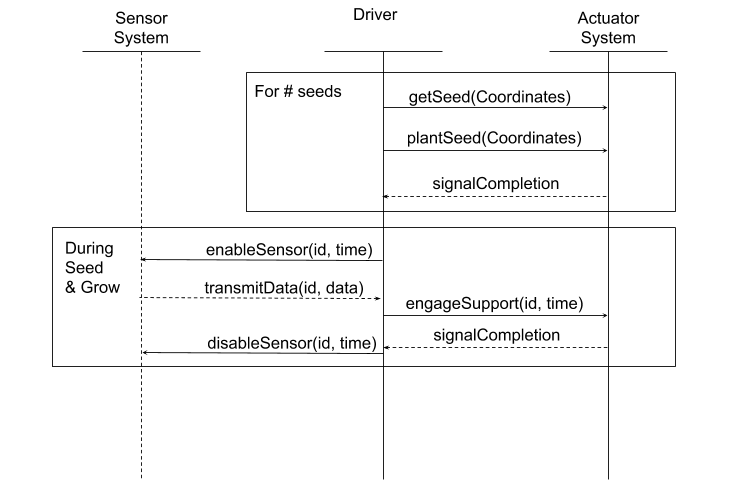 Sensor
System
Driver
Actuator
System
For # seeds
getSeed(Coordinates)
plantSeed(Coordinates)
signalCompletion
During
Seed
& Grow
enableSensor(id, time)
transmitData(id, data)
engageSupport(id, time)
signalCompletion
disableSensor(id, time)